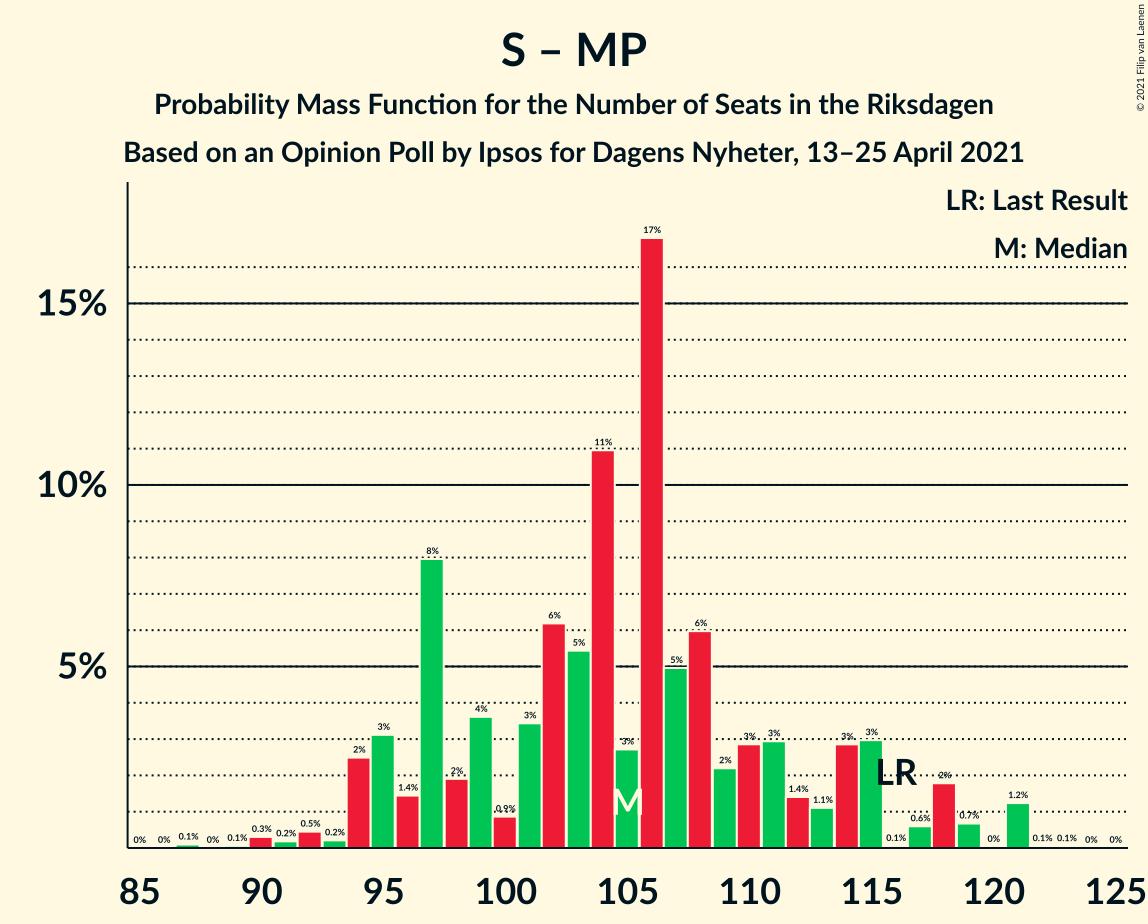 © 2021 Filip van Laenen
S – MP
Probability Mass Function for the Number of Seats in the Riksdagen
Based on an Opinion Poll by Ipsos for Dagens Nyheter, 13–25 April 2021
LR: Last Result
M: Median
15%
10%
5%
0% 0% 0.1% 0% 0.1% 0.3% 0.2% 0.5% 0.2% 2% 3% 1.4% 8% 2% 4% 0.9% 3% 6% 5% 11% 3% 17% 5% 6% 2% 3% 3% 1.4% 1.1% 3% 3% 0.1% 0.6% 2% 0.7% 0% 1.2% 0.1% 0.1% 0% 0%
M
LR
85 90 95 100 105 110 115 120 125